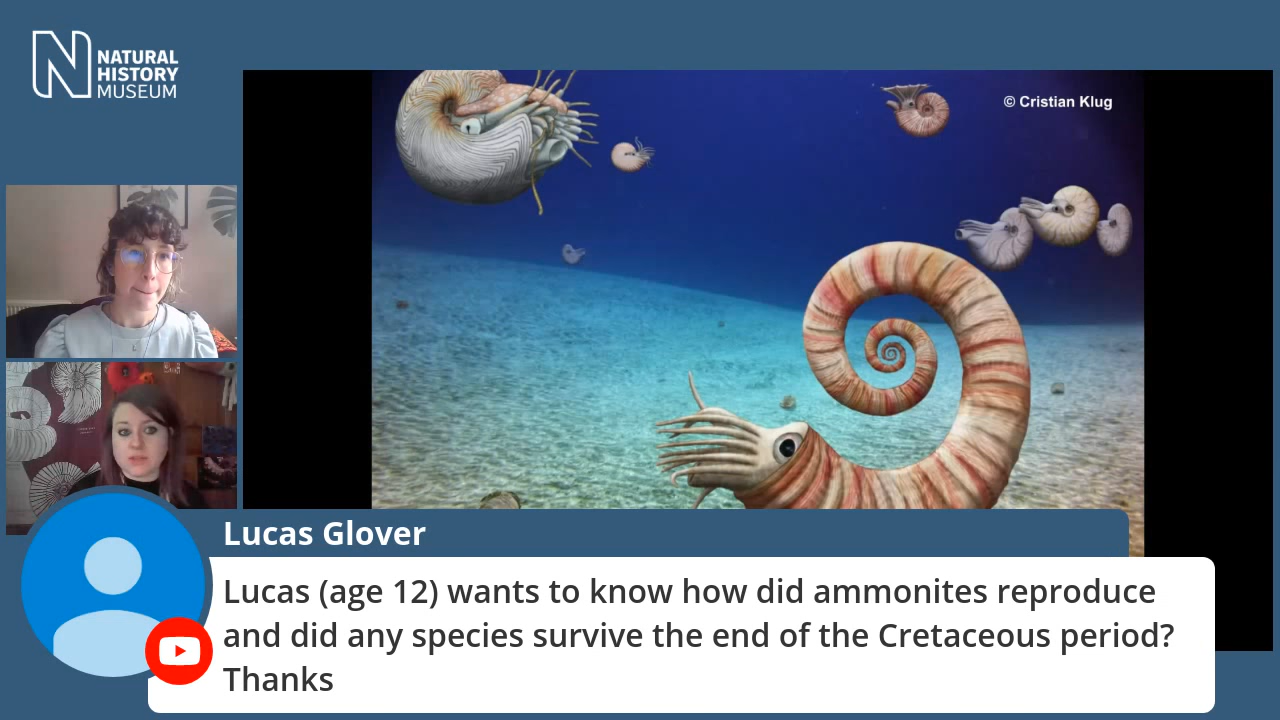 NATURAL
HISTORY
MUSEUM
© Cristian Klug
Lucas Glover
Lucas (age 12) wants to know how did ammonites reproduce
and did any species survive the end of the Cretaceous period?
Thanks